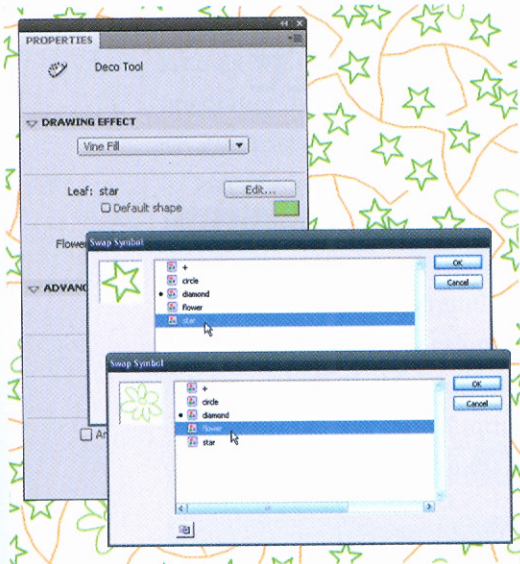 PROPERTIES
Deco Tool
DRAWING EFFECT
Vine Fill
Leaf: star
Edit...
Default shape
Flowe
Swap Symbol
+
circle
diamond
flower
star
OK
Cancel
ADVANC
Swap Symbol
+
circle
diamond
flower
star
OK
Cancel
An